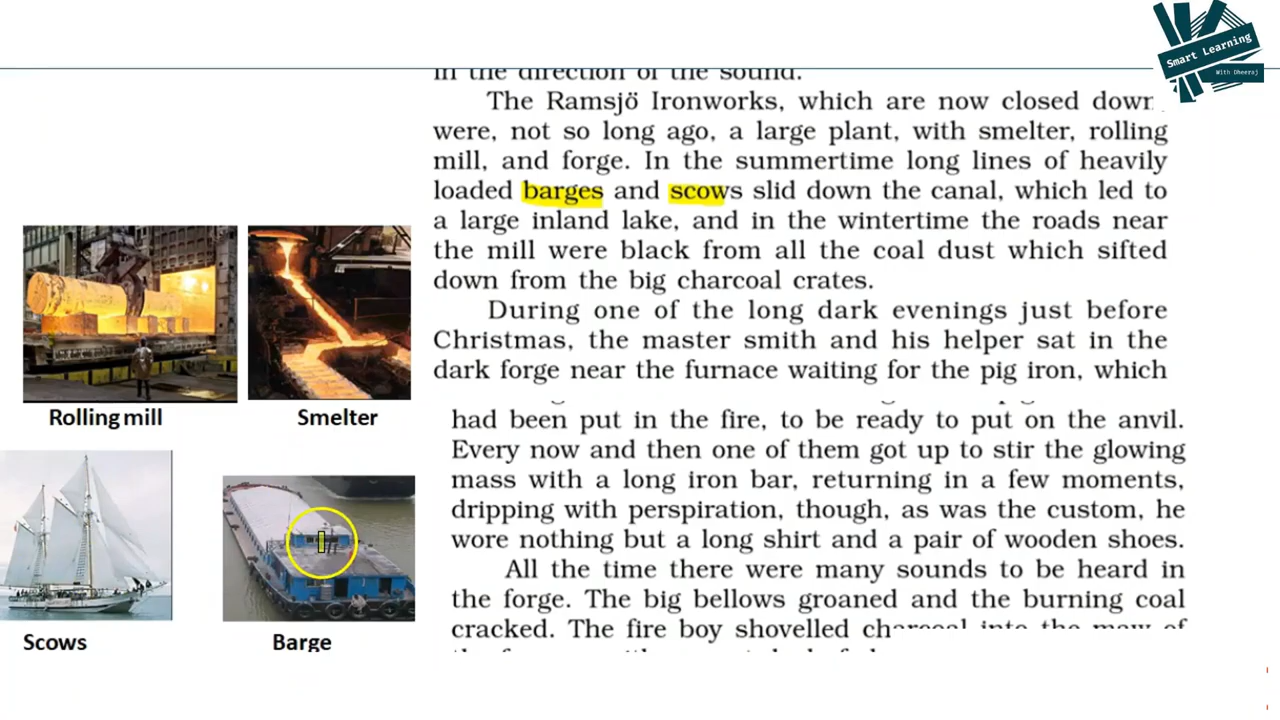 Smart Learning
With Dheeraj
in the direction of the sound.
The Ramsjö Ironworks, which are now closed down
were, not so long ago, a large plant, with smelter, rolling
mill, and forge. In the summertime long lines of heavily
loaded barges and scows slid down the canal, which led to
a large inland lake, and in the wintertime the roads near
the mill were black from all the coal dust which sifted
down from the big charcoal crates.
During one of the long dark evenings just before
Christmas, the master smith and his helper sat in the
dark forge near the furnace waiting for the pig iron, which
had been put in the fire, to be ready to put on the anvil.
Every now and then one of them got up to stir the glowing
mass with a long iron bar, returning in a few moments,
dripping with perspiration, though, as was the custom, he
wore nothing but a long shirt and a pair of wooden shoes.
All the time there were many sounds to be heard in
the forge. The big bellows groaned and the burning coal
cracked. The fire boy shovelled charcoal into the maw of
Rolling mill
Smelter
Scows
Barge